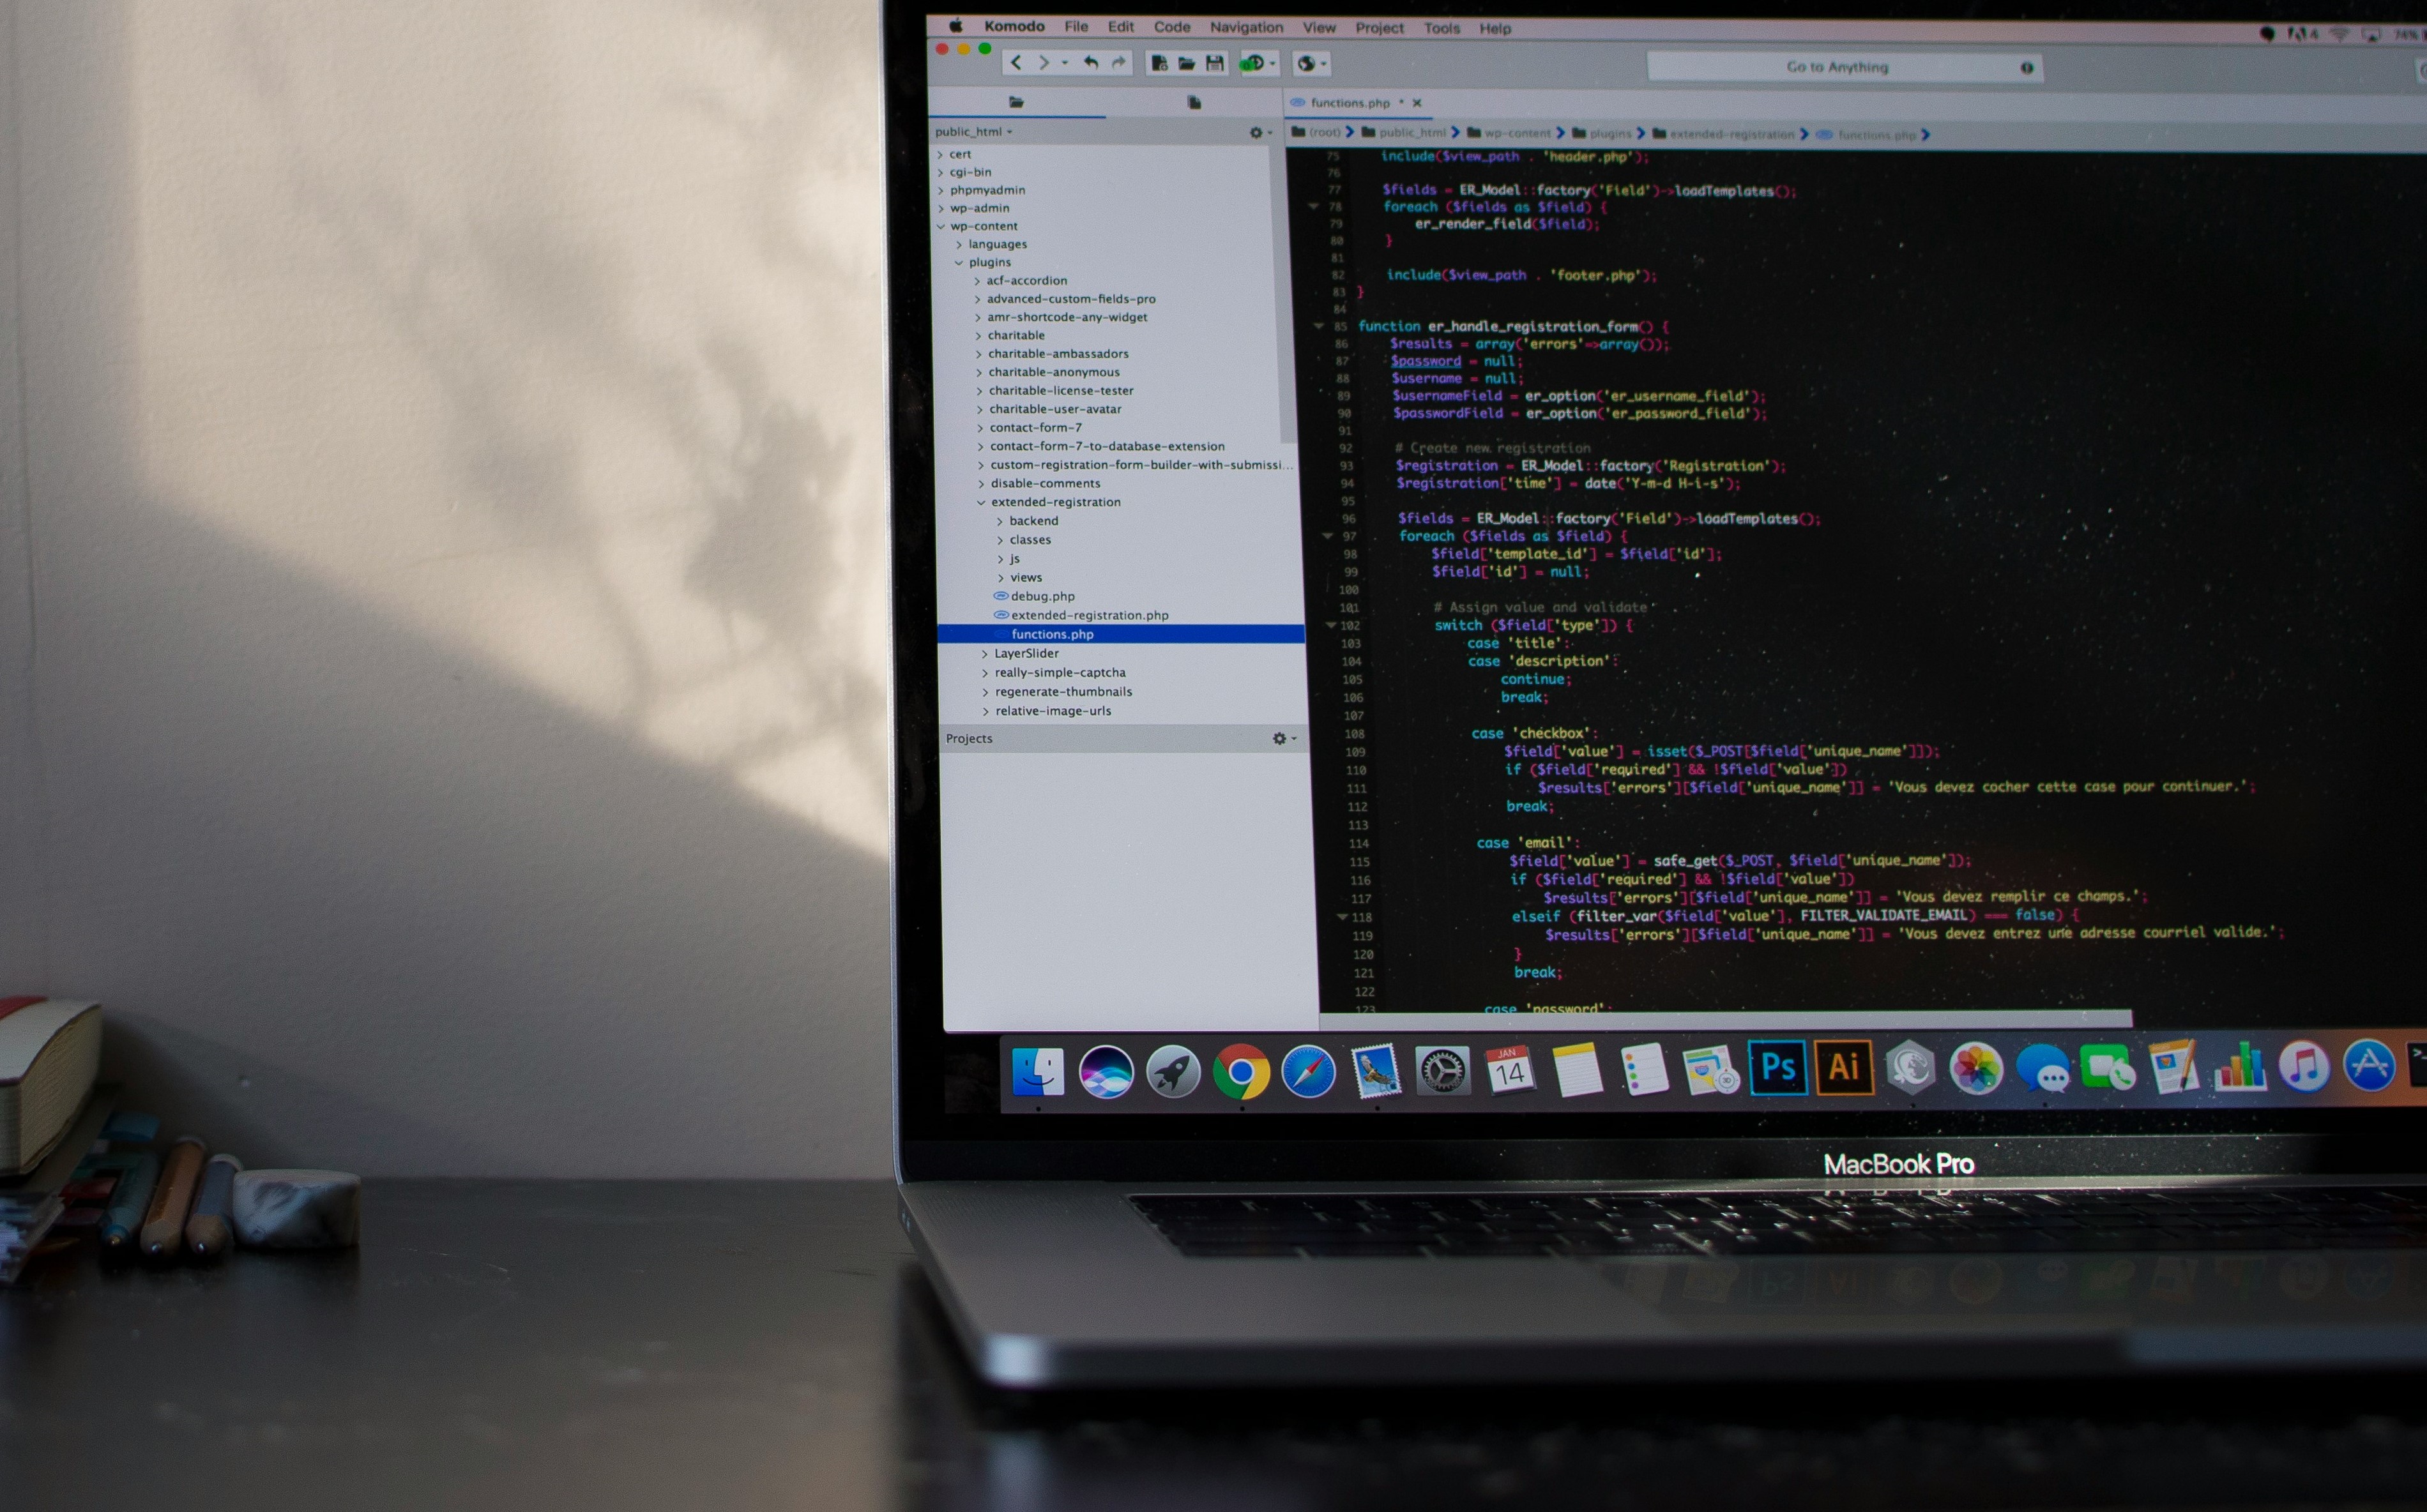 Komodo File Edit Code Navigation View Project Tools Help
74%
Go to Anything
functions.php
public_html
(root) public_html wp-content plugins extended-registration functions.php
cert
cgi-bin
phpmyadmin
wp-admin
wp-content
languages
plugins
acf-accordion
advanced-custom-fields-pro
amr-shortcode-any-widget
charitable
charitable-ambassadors
charitable-anonymous
charitable-license-tester
charitable-user-avatar
contact-form-7
contact-form-7-to-database-extension
custom-registration-form-builder-with-submissi...
disable-comments
extended-registration
backend
classes
js
views
debug.php
extended-registration.php
functions.php
LayerSlider
really-simple-captcha
regenerate-thumbnails
relative-image-urls
Projects
75 include($view_path . 'header.php');
76
77 $fields = ER_Model::factory('Field')->loadTemplates();
78 foreach ($fields as $field) {
79 er_render_field($field);
80 }
81
82 include($view_path . 'footer.php');
83 }
84
85 function er_handle_registration_form() {
86 $results = array('errors'=>array());
87 $password = null;
88 $username = null;
89 $usernameField = er_option('er_username_field');
90 $passwordField = er_option('er_password_field');
91
92 # Create new registration
93 $registration = ER_Model::factory('Registration');
94 $registration['time'] = date('Y-m-d H-i-s');
95
96 $fields = ER_Model::factory('Field')->loadTemplates();
97 foreach ($fields as $field) {
98 $field['template_id'] = $field['id'];
99 $field['id'] = null;
100
101 # Assign value and validate
102 switch ($field['type']) {
103 case 'title':
104 case 'description':
105 continue;
106 break;
107
108 case 'checkbox':
109 $field['value'] = isset($_POST[$field['unique_name']]);
110 if ($field['required'] && !$field['value'])
111 $results['errors'][$field['unique_name']] = 'Vous devez cocher cette case pour continuer.';
112 break;
113
114 case 'email':
115 $field['value'] = safe_get($_POST, $field['unique_name']);
116 if ($field['required'] && !$field['value'])
117 $results['errors'][$field['unique_name']] = 'Vous devez remplir ce champs.';
118 elseif (filter_var($field['value'], FILTER_VALIDATE_EMAIL) === false) {
119 $results['errors'][$field['unique_name']] = 'Vous devez entrez une adresse courriel valide.';
120 }
121 break;
122
123 case 'password':
JAN
14
Ps
Ai
MacBook Pro